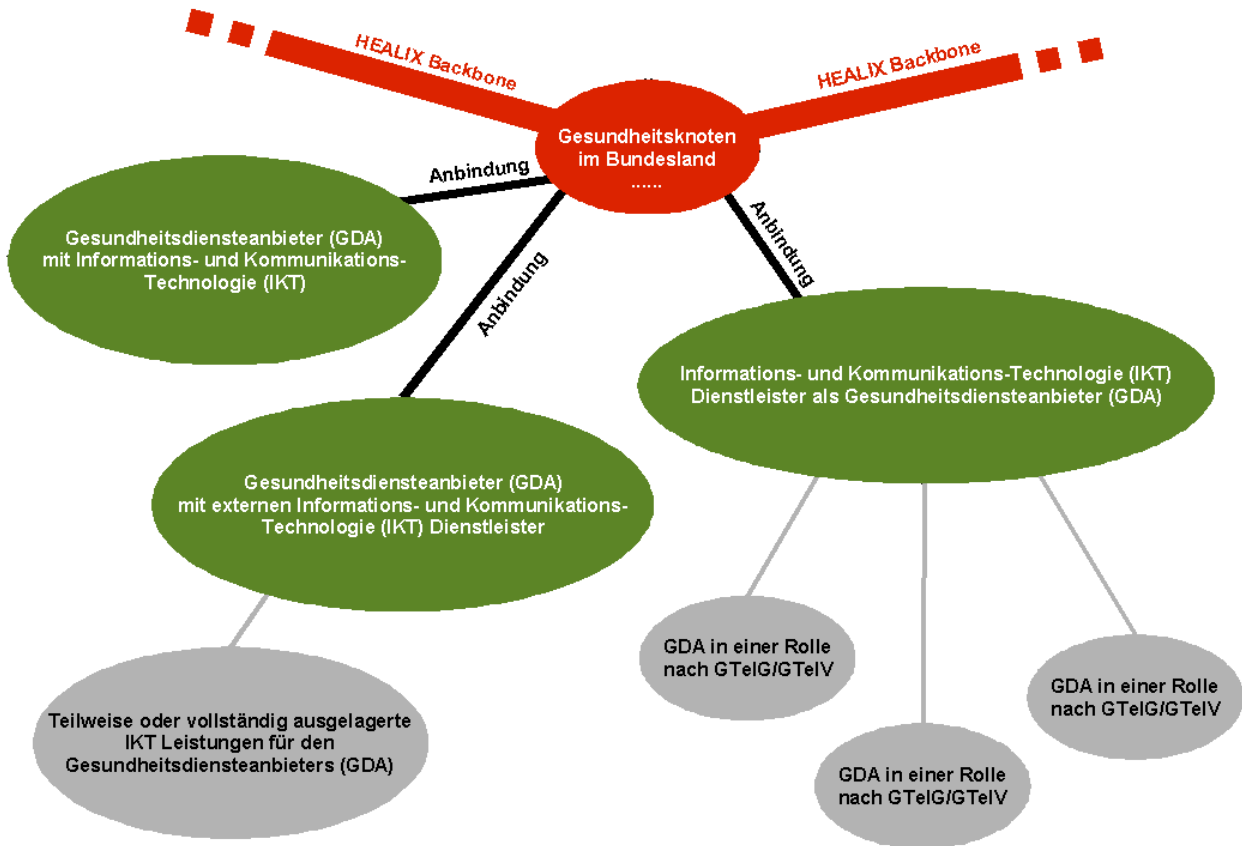 HEALIX Backbone
HEALIX Backbone
Gesundheitsknoten
im Bundesland
......
Anbindung
Anbindung
Anbindung
Gesundheitsdiensteanbieter (GDA)
mit Informations- und Kommunikations-
Technologie (IKT)
Informations- und Kommunikations-Technologie (IKT)
Dienstleister als Gesundheitsdiensteanbieter (GDA)
Gesundheitsdiensteanbieter (GDA)
mit externen Informations- und Kommunikations-
Technologie (IKT) Dienstleister
GDA in einer Rolle
nach GTelG/GTelV
GDA in einer Rolle
nach GTelG/GTelV
GDA in einer Rolle
nach GTelG/GTelV
Teilweise oder vollständig ausgelagerte
IKT Leistungen für den
Gesundheitsdiensteanbieters (GDA)